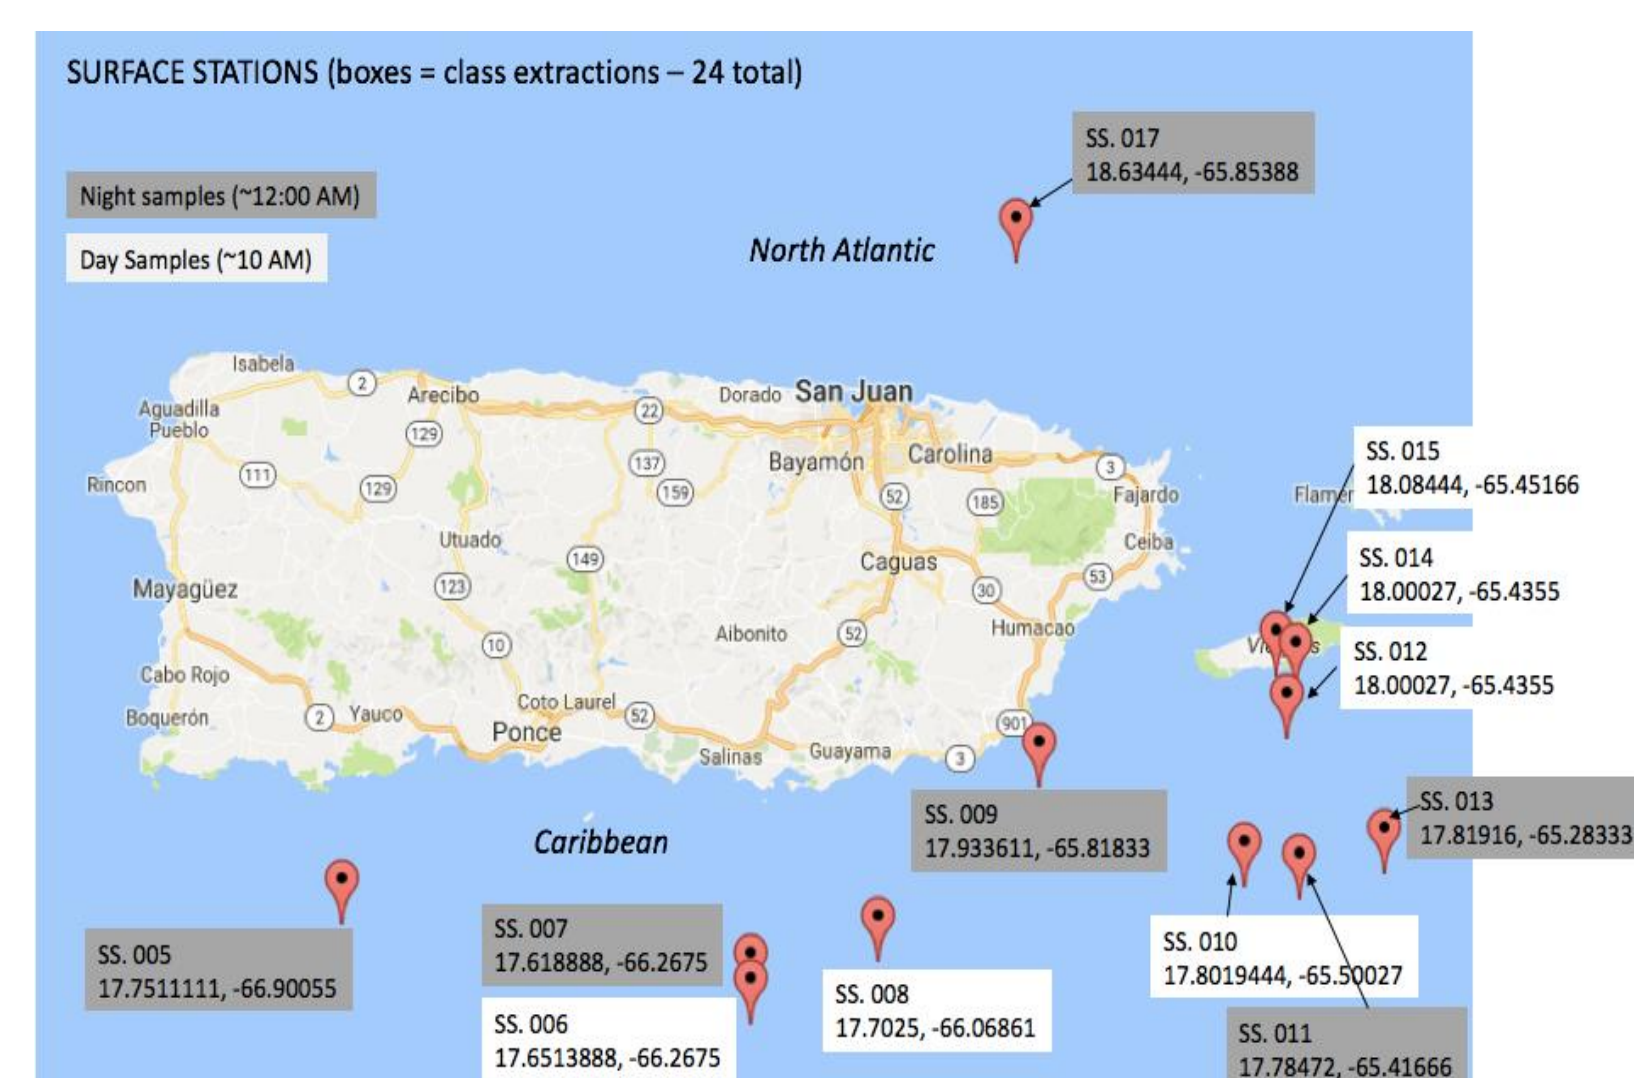 SURFACE STATIONS (boxes = class extractions – 24 total)
SS. 017
18.63444, -65.85388
Night samples (~12:00 AM)
Day Samples (~10 AM)
North Atlantic
Isabela
2
Arecibo
Dorado
San Juan
Aguadilla
Pueblo
22
129
Bayamón
Carolina
SS. 015
18.08444, -65.45166
3
137
111
129
159
Rincon
52
185
Fajardo
Utuado
Ceiba
149
Caguas
SS. 014
18.00027, -65.4355
53
Mayagüez
123
30
10
Aibonito
52
Humacao
SS. 012
18.00027, -65.4355
Cabo Rojo
Boquerón
2
Yauco
Coto Laurel
Ponce
52
901
Salinas
Guayama
3
SS. 009
17.933611, -65.81833
SS. 013
17.81916, -65.28333
Caribbean
SS. 005
17.7511111, -66.90055
SS. 007
17.618888, -66.2675
SS. 006
17.6513888, -66.2675
SS. 008
17.7025, -66.06861
SS. 010
17.8019444, -65.50027
SS. 011
17.78472, -65.41666